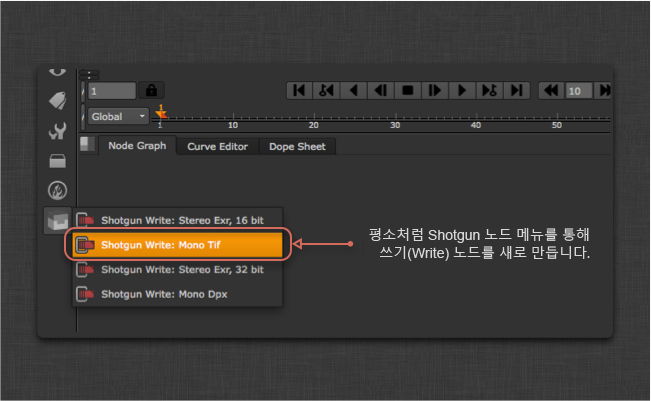 1
10
Global
1
1
10
20
30
40
50
Node Graph
Curve Editor
Dope Sheet
Shotgun Write: Stereo Exr, 16 bit
Shotgun Write: Mono Tif
Shotgun Write: Stereo Exr, 32 bit
Shotgun Write: Mono Dpx
평소처럼 Shotgun 노드 메뉴를 통해
쓰기(Write) 노드를 새로 만듭니다.